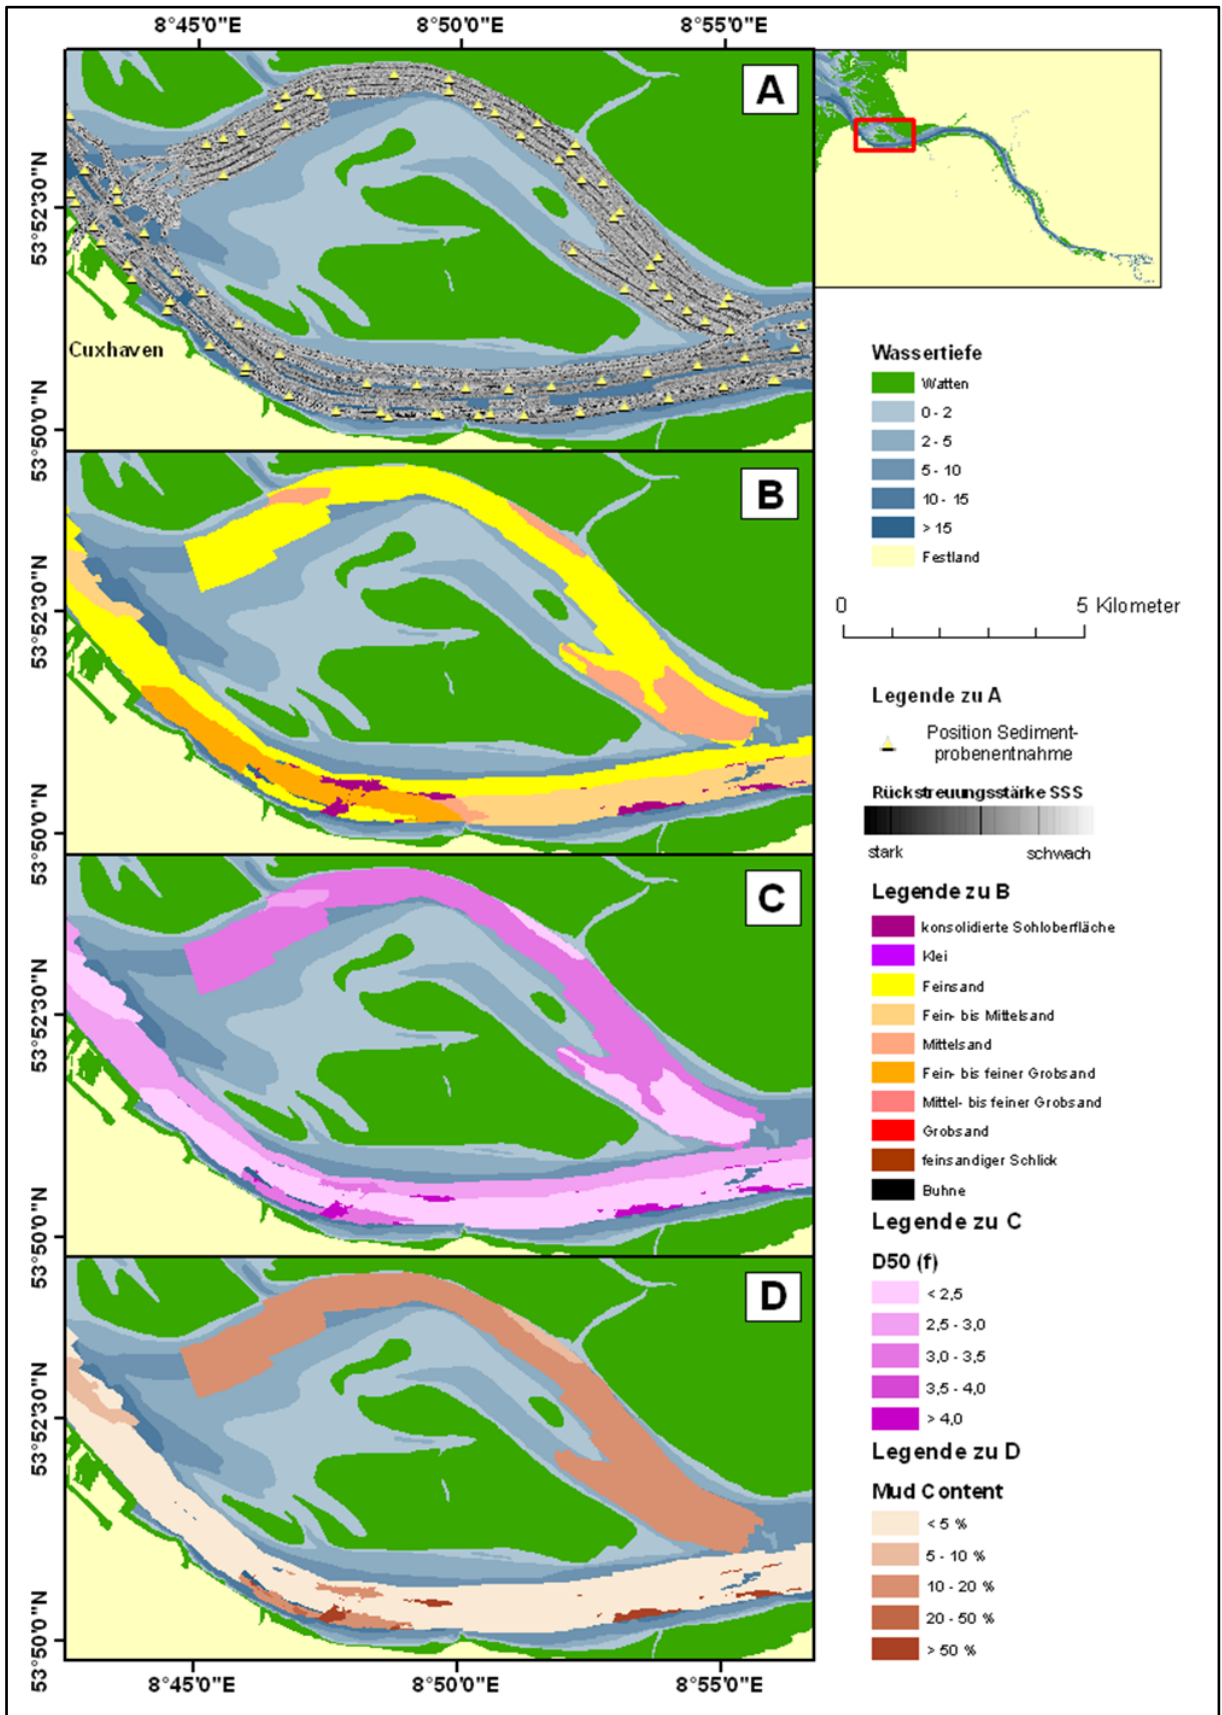 8°45'0"E 8°50'0"E 8°55'0"E
A
53°52'30"N
Cuxhaven
53°50'0"N
B
53°52'30"N
53°50'0"N
C
53°52'30"N
53°50'0"N
D
53°52'30"N
53°50'0"N
8°45'0"E 8°50'0"E 8°55'0"E
Wassertiefe
Watten
0 - 2
2 - 5
5 - 10
10 - 15
> 15
Festland
0 5 Kilometer
Legende zu A
Position Sediment-
probenentnahme
Rückstreuungsstärke SSS
stark schwach
Legende zu B
konsolidierte Sohloberfläche
Klei
Feinsand
Fein- bis Mittelsand
Mittelsand
Fein- bis feiner Grobsand
Mittel- bis feiner Grobsand
Grobsand
feinsandiger Schlick
Buhne
Legende zu C
D50 (f)
< 2,5
2,5 - 3,0
3,0 - 3,5
3,5 - 4,0
> 4,0
Legende zu D
Mud Content
< 5 %
5 - 10 %
10 - 20 %
20 - 50 %
> 50 %